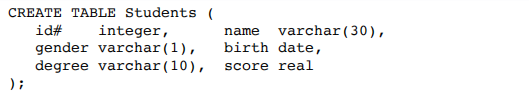 CREATE TABLE Students (
id# integer, name varchar(30),
gender varchar(1), birth date,
degree varchar(10), score real
);